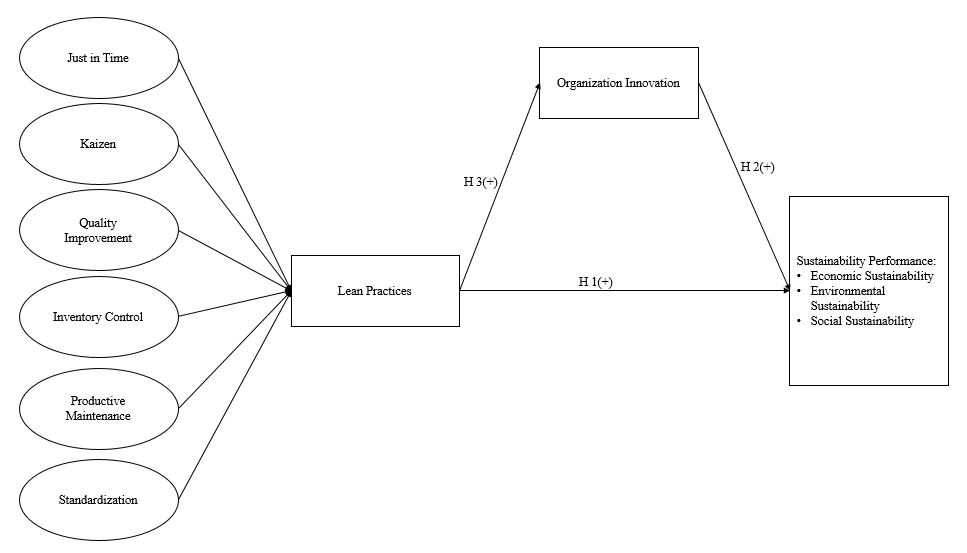 Just in Time
Kaizen
Quality
Improvement
Inventory Control
Productive
Maintenance
Standardization
Lean Practices
H 3(+)
Organization Innovation
H 2(+)
H 1(+)
Sustainability Performance:
• Economic Sustainability
• Environmental
Sustainability
• Social Sustainability